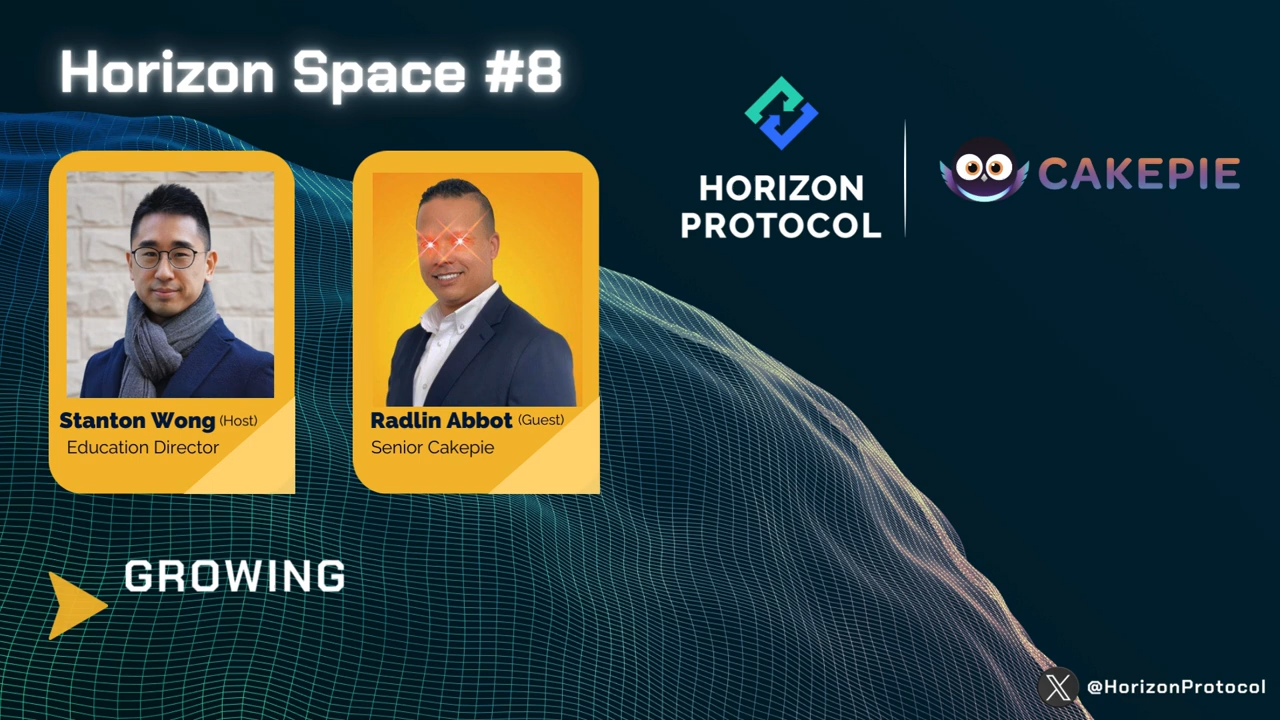 Horizon Space #8
HORIZON
PROTOCOL
CAKEPIE
Stanton Wong (Host)
Education Director
Radlin Abbot (Guest)
Senior Cakepie
GROWING
@HorizonProtocol